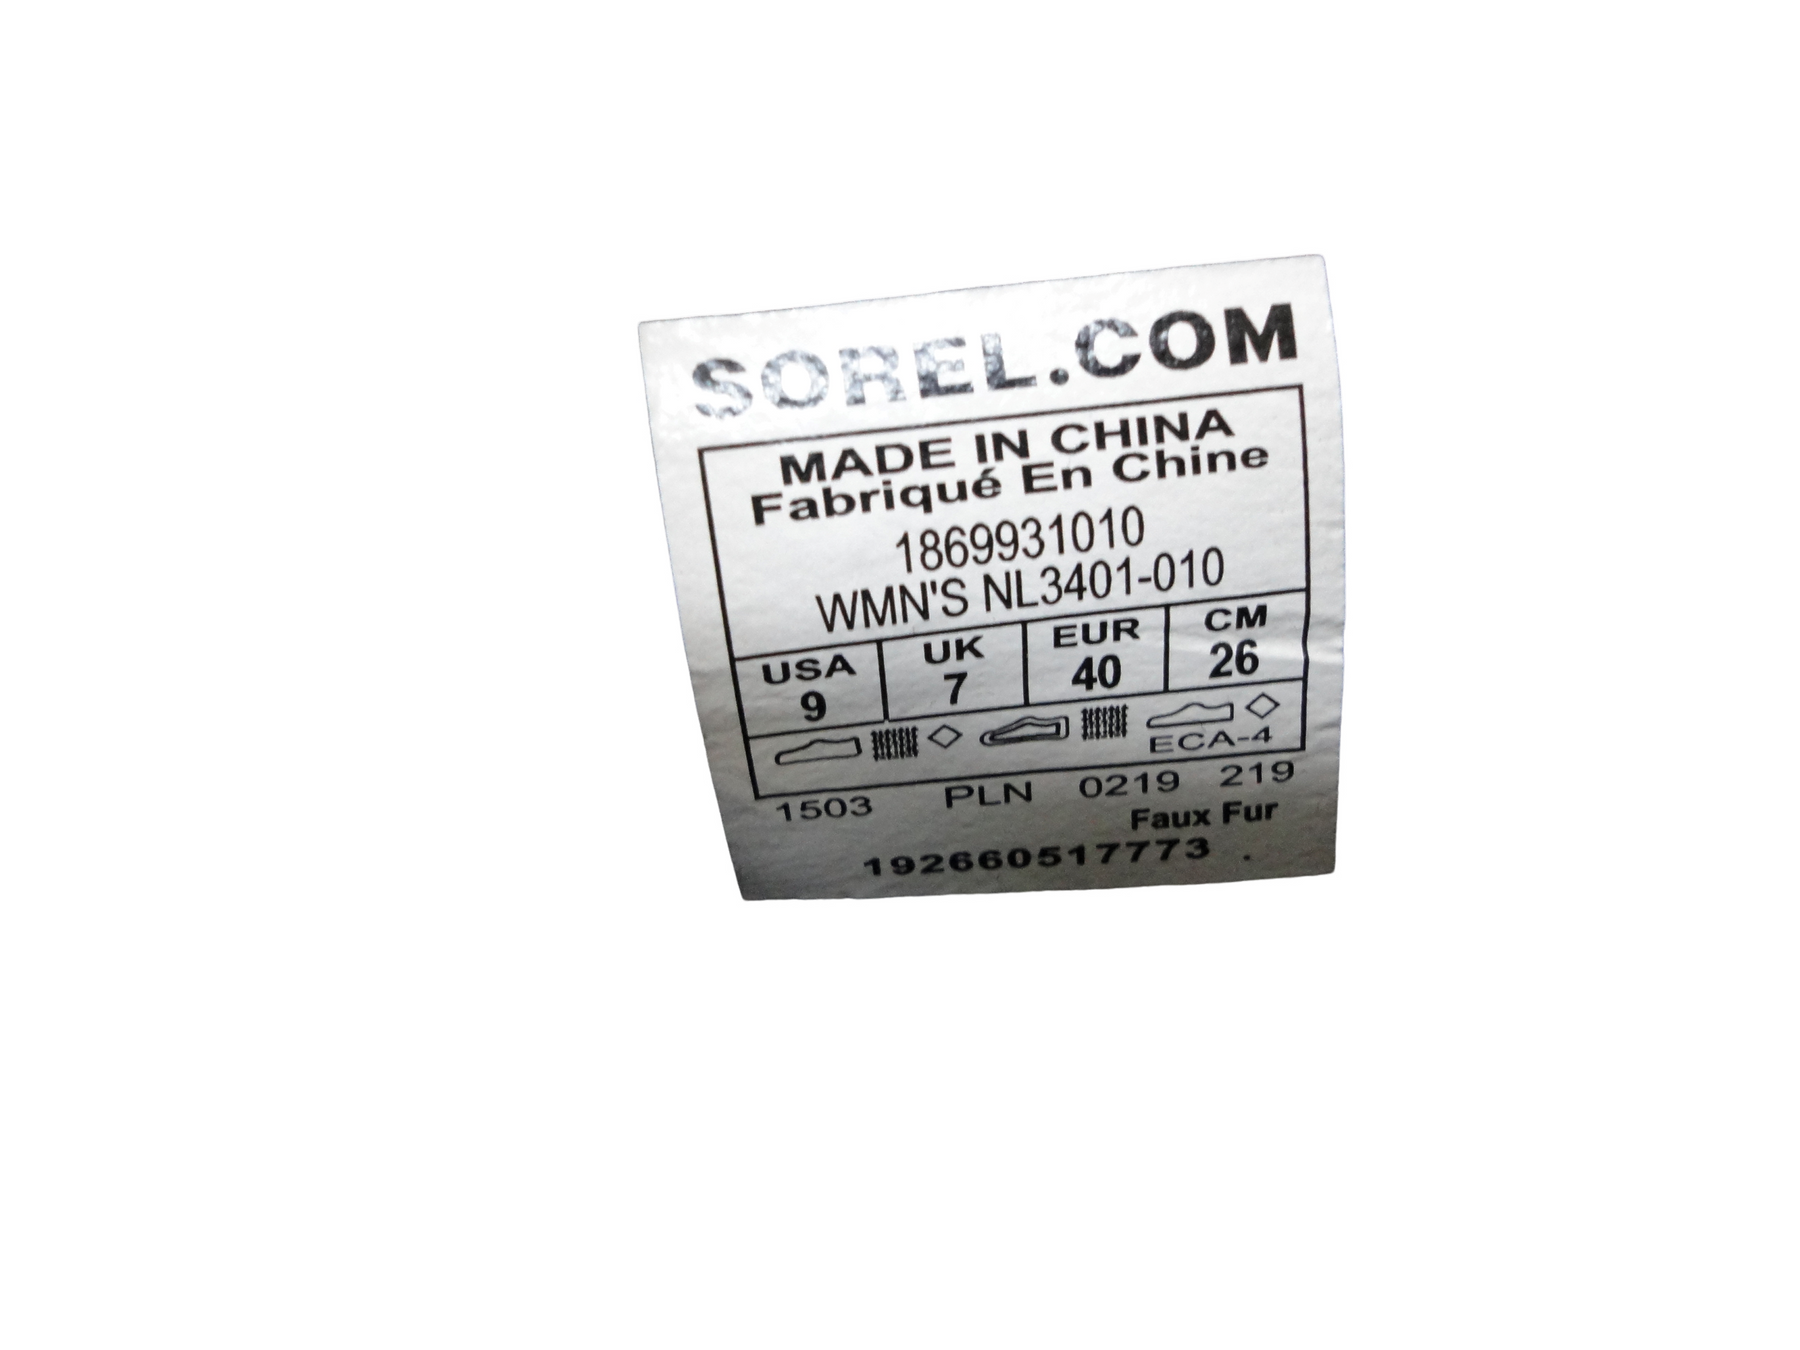 SOREL.COM
MADE IN CHINA
Fabriqué En Chine
1869931010
WMN'S NL3401-010
USA UK EUR CM
9 7 40 26
ECA-4
1503 PLN 0219 219
Faux Fur
192660517773 .